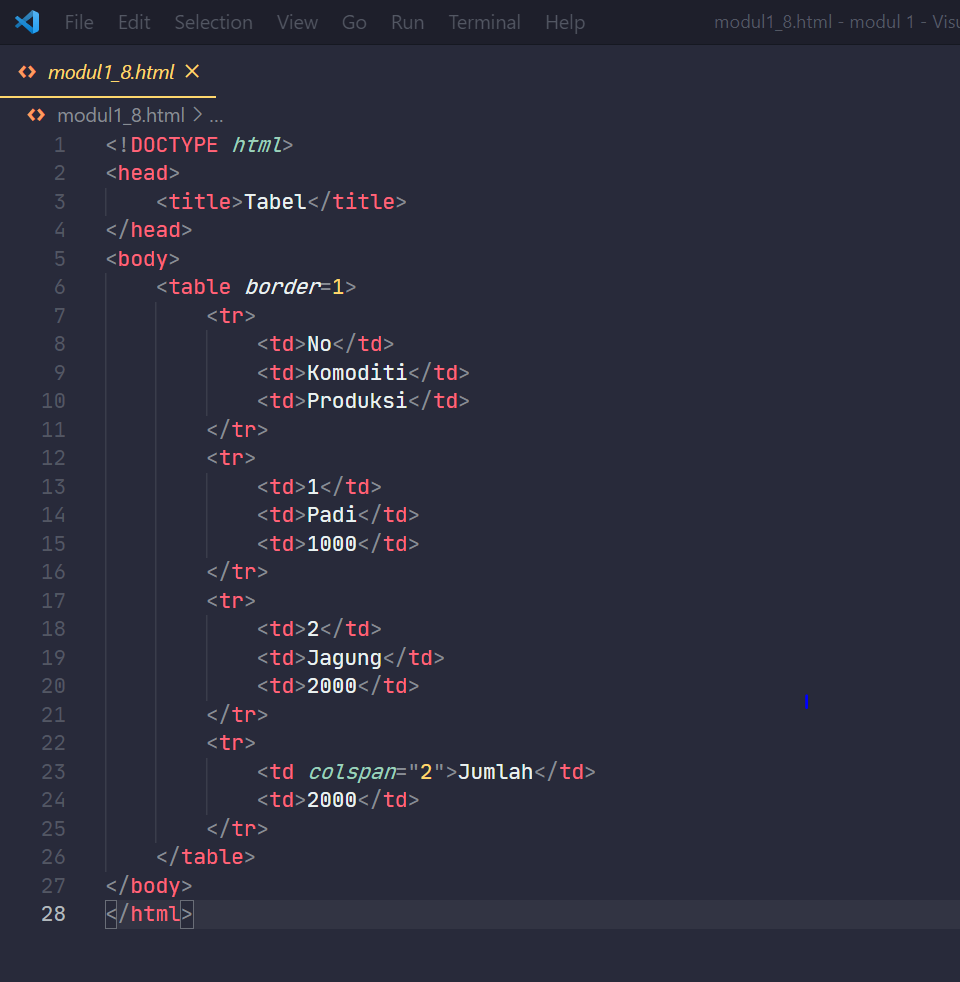 File Edit Selection View Go Run Terminal Help modul1_8.html - modul 1 - Visu
modul1_8.html
modul1_8.html > ...
1 <!DOCTYPE html>
2 <head>
3     <title>Tabel</title>
4 </head>
5 <body>
6     <table border=1>
7         <tr>
8             <td>No</td>
9             <td>Komoditi</td>
10             <td>Produksi</td>
11         </tr>
12         <tr>
13             <td>1</td>
14             <td>Padi</td>
15             <td>1000</td>
16         </tr>
17         <tr>
18             <td>2</td>
19             <td>Jagung</td>
20             <td>2000</td>
21         </tr>
22         <tr>
23             <td colspan="2">Jumlah</td>
24             <td>2000</td>
25         </tr>
26     </table>
27 </body>
28 </html>